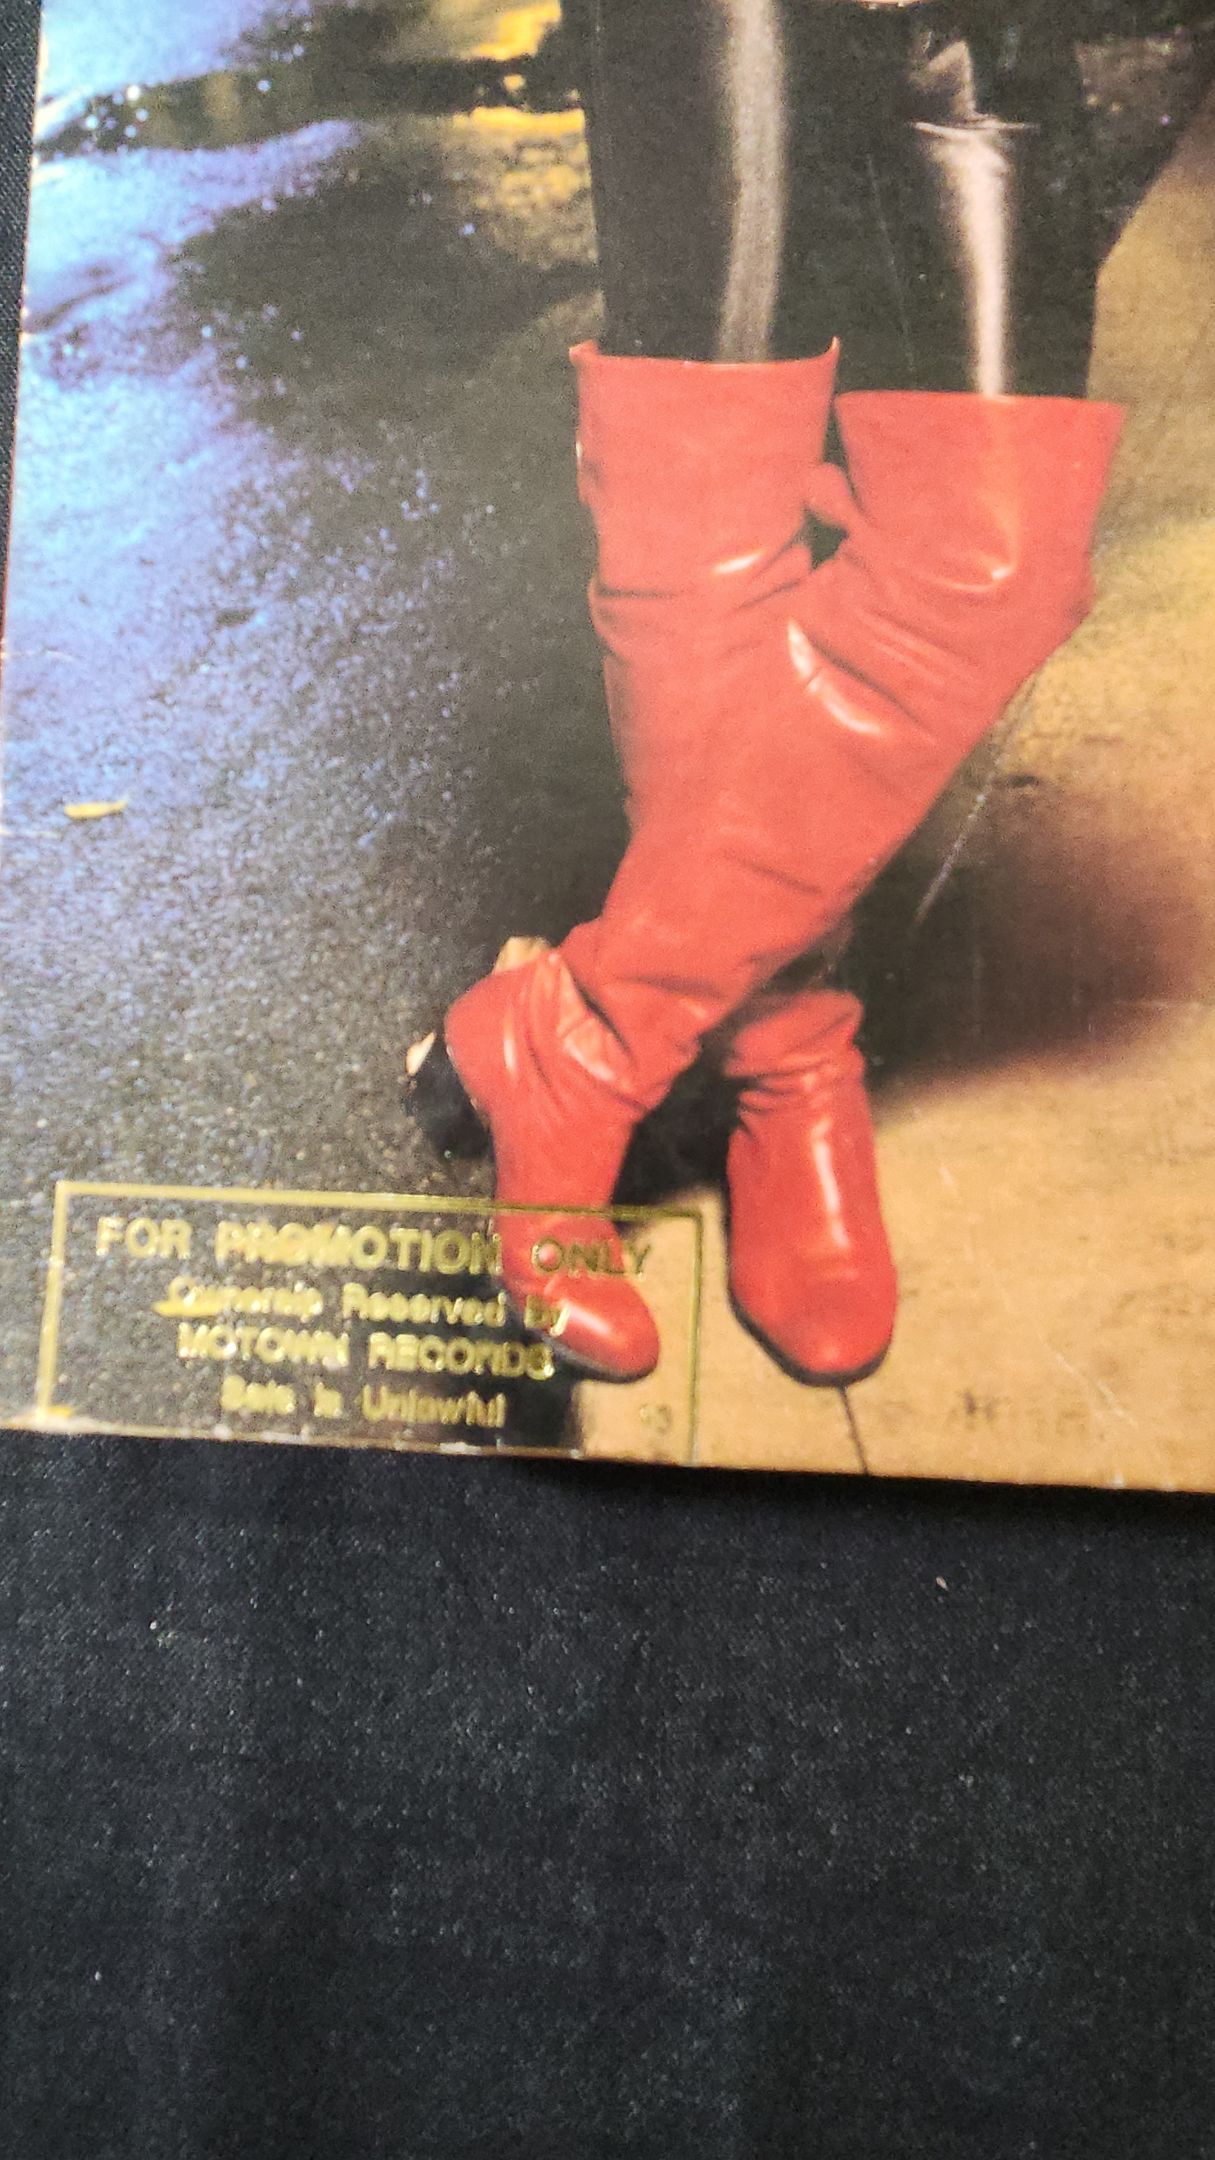 FOR PROMOTION ONLY
Ownership Reserved By
MOTOWN RECORDS
Sale is Unlawful